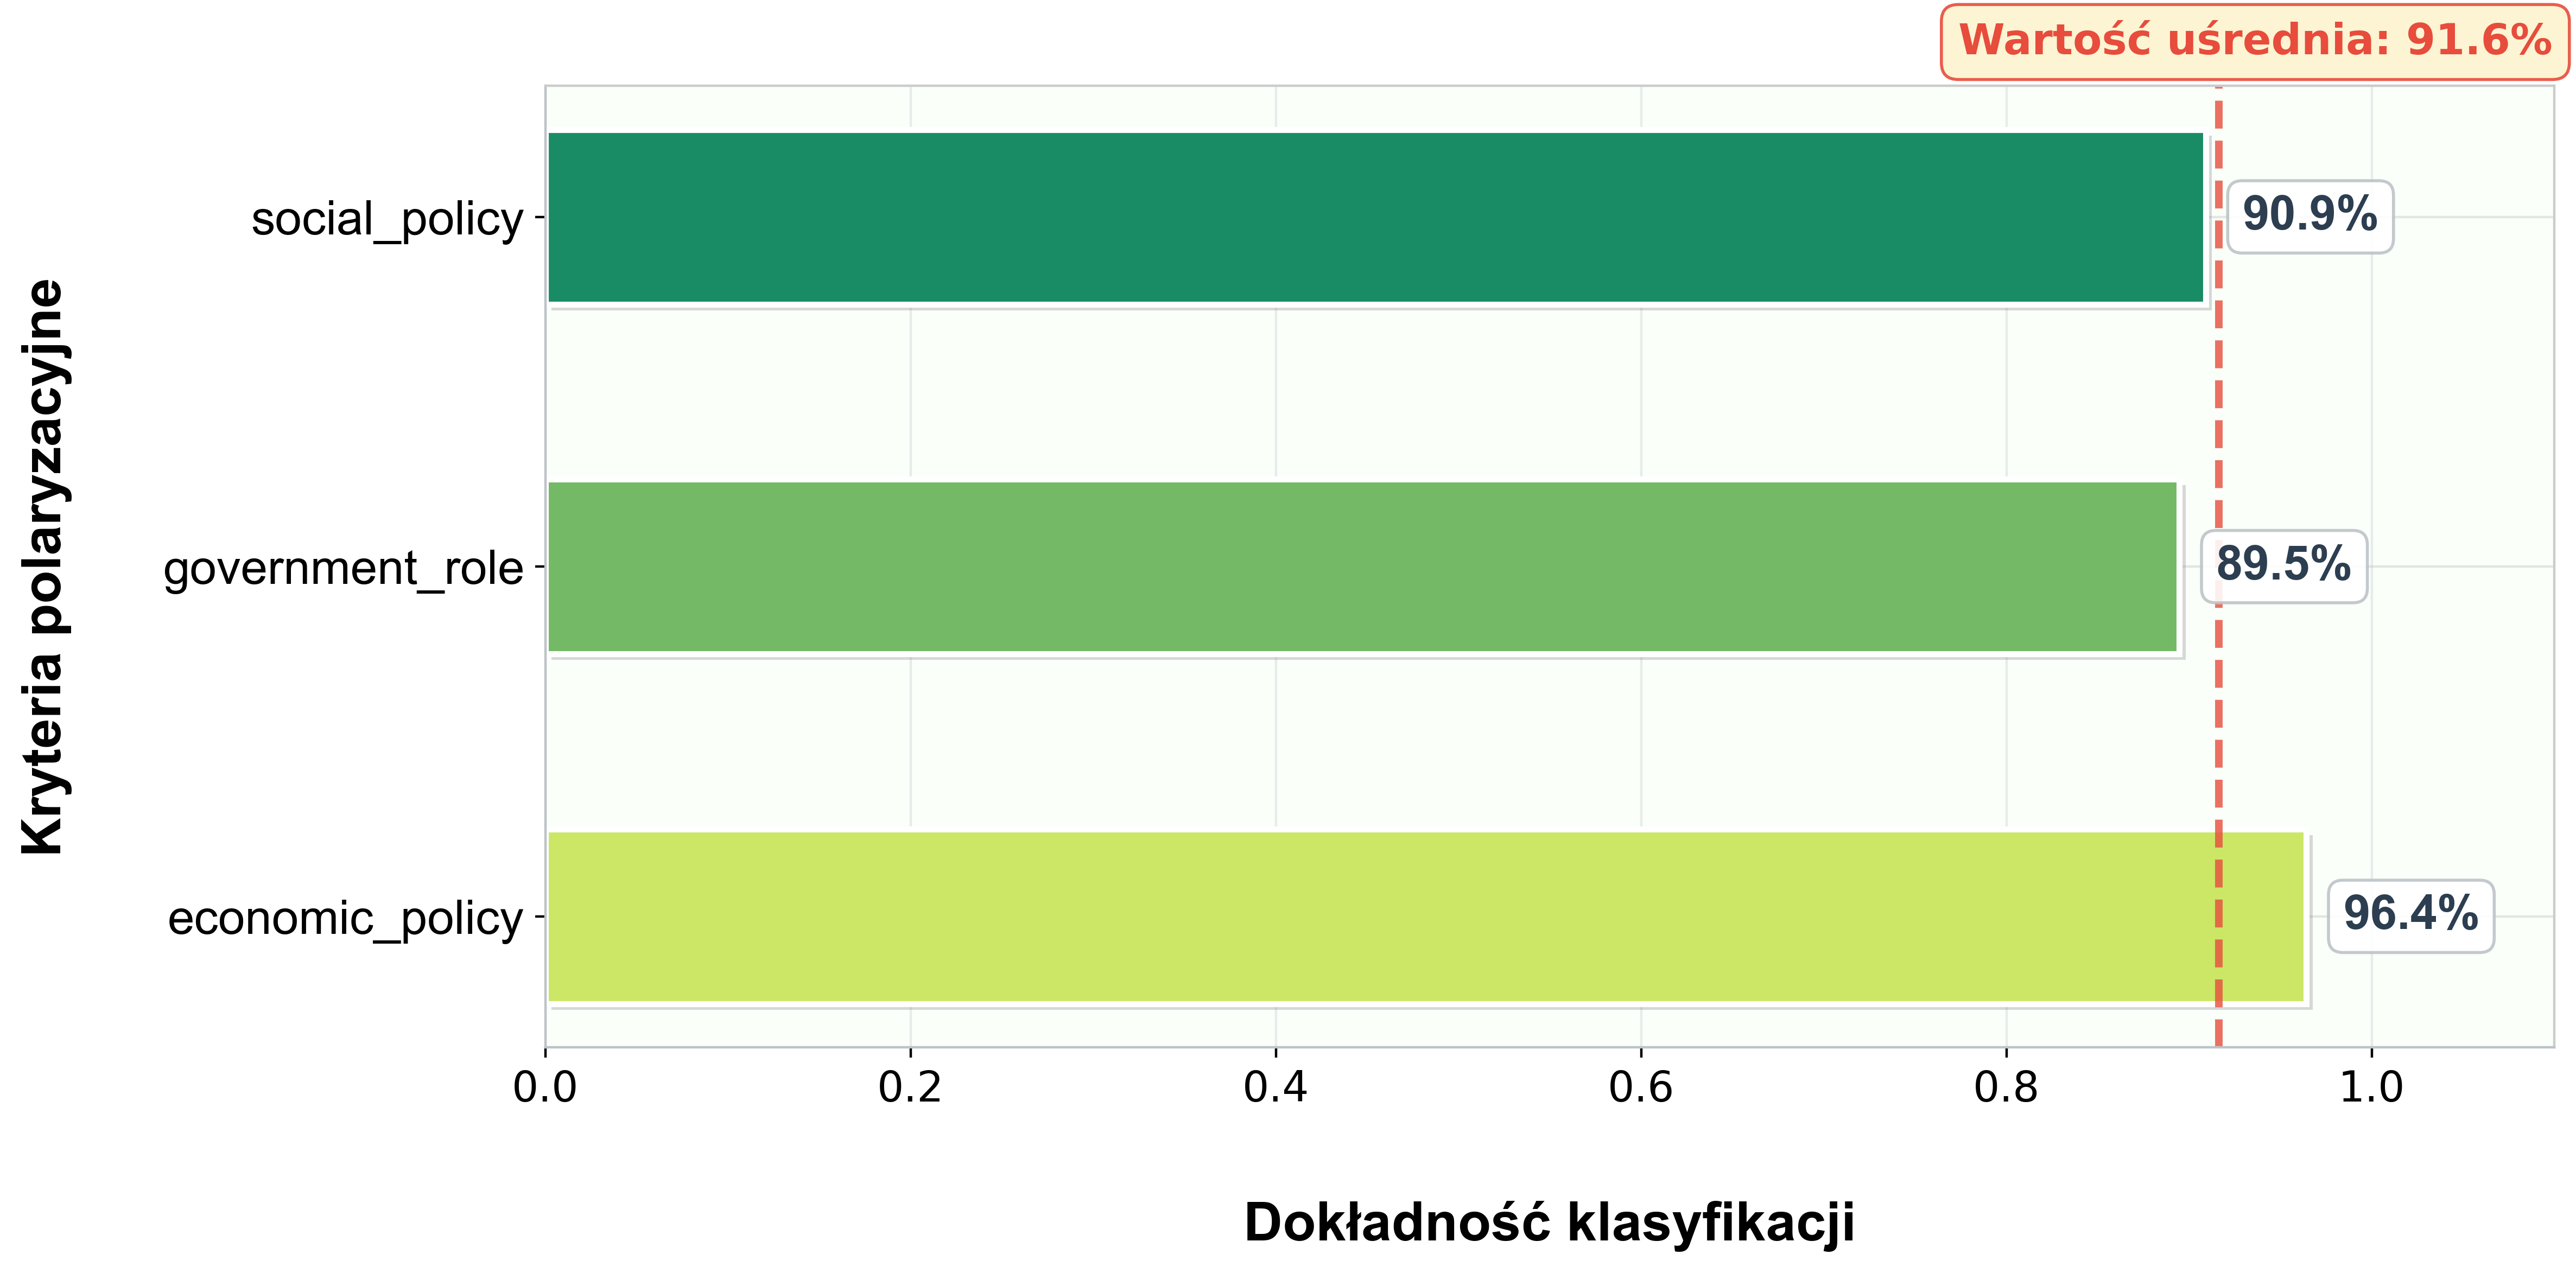 Wartość uśrednia: 91.6%
Kryteria polaryzacyjne
social_policy
90.9%
government_role
89.5%
economic_policy
96.4%
0.0 0.2 0.4 0.6 0.8 1.0
Dokładność klasyfikacji